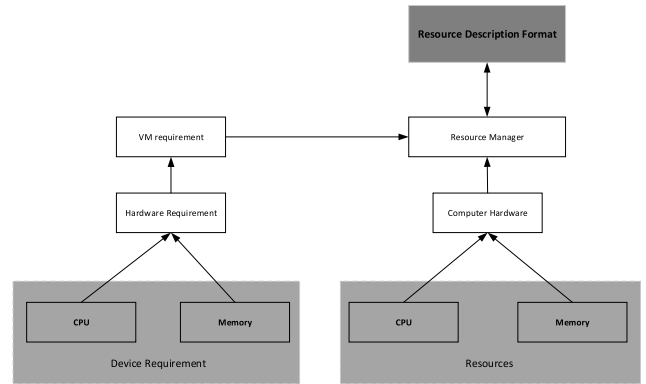 Resource Description Format
VM requirement
Resource Manager
Hardware Requirement
Computer Hardware
CPU
Memory
CPU
Memory
Device Requirement
Resources